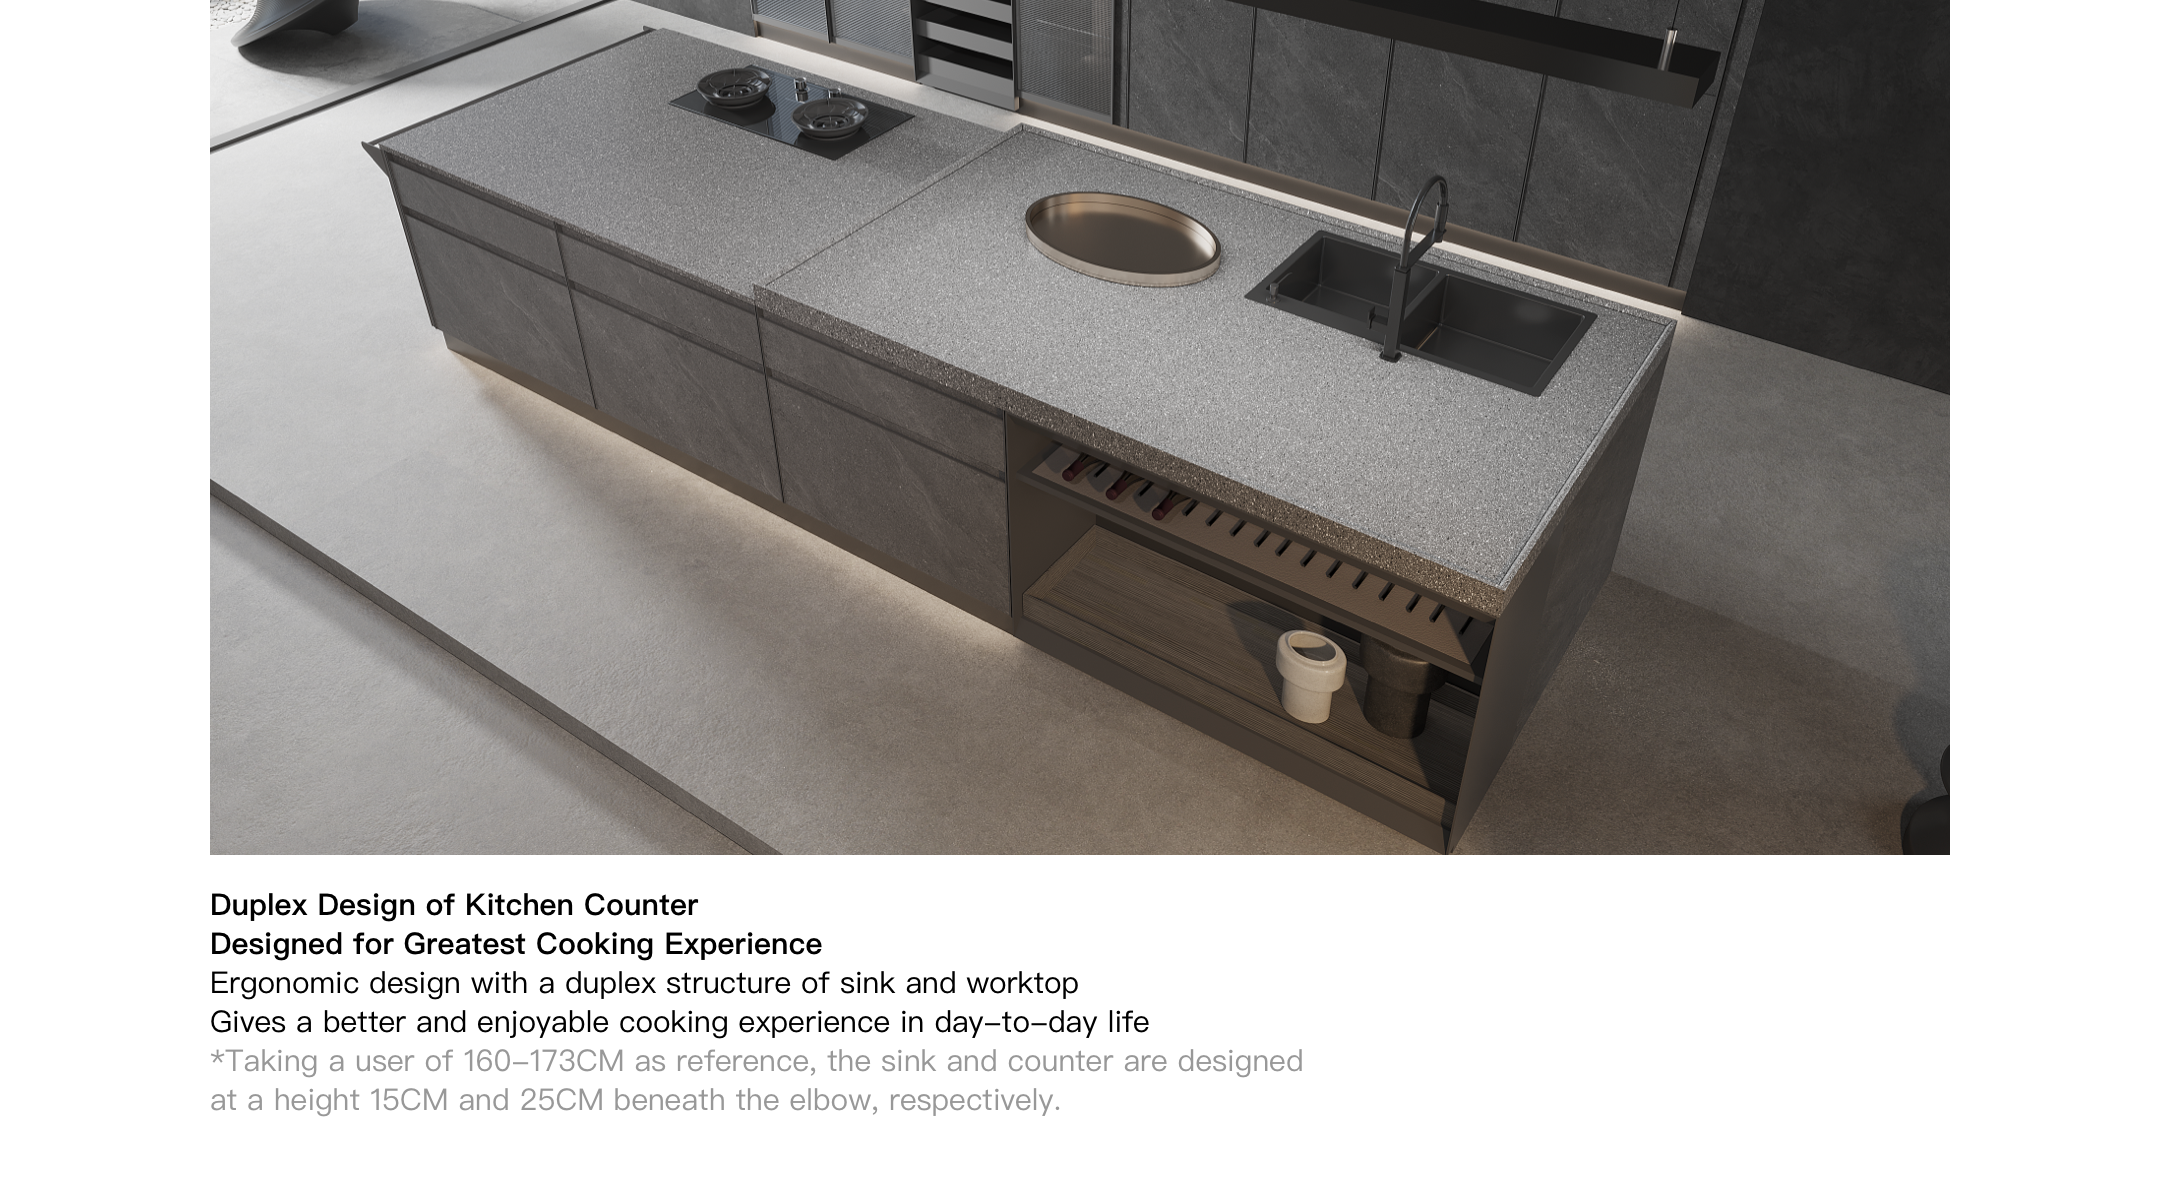 Duplex Design of Kitchen Counter
Designed for Greatest Cooking Experience
Ergonomic design with a duplex structure of sink and worktop
Gives a better and enjoyable cooking experience in day–to–day life
*Taking a user of 160–173CM as reference, the sink and counter are designed
at a height 15CM and 25CM beneath the elbow, respectively.